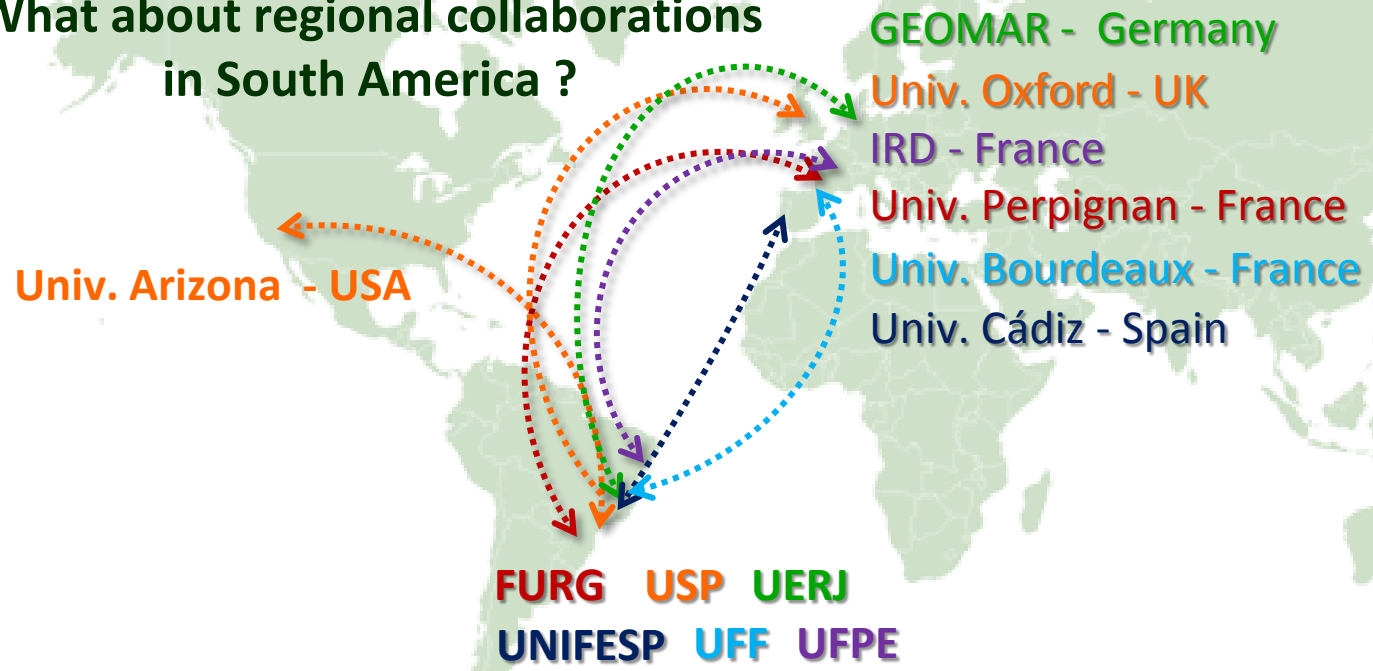 What about regional collaborations
in South America ?
GEOMAR - Germany
Univ. Oxford - UK
IRD - France
Univ. Perpignan - France
Univ. Bourdeaux - France
Univ. Cádiz - Spain
Univ. Arizona - USA
FURG USP UERJ
UNIFESP UFF UFPE